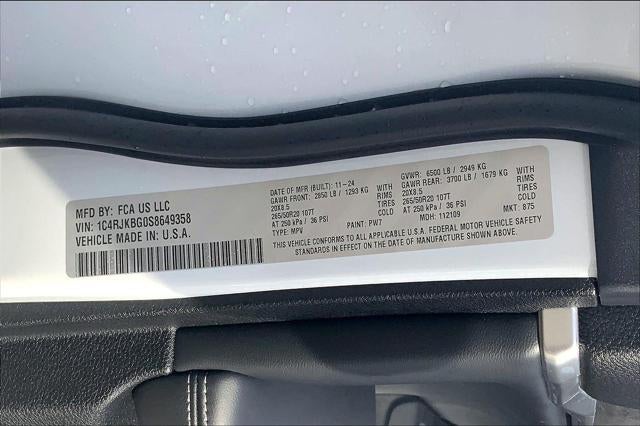 MFD BY: FCA US LLC
VIN: 1C4RJKBG0S8649358
VEHICLE MADE IN U.S.A.
DATE OF MFR (BUILT): 11-24
GAWR FRONT: 2850 LB / 1293 KG WITH
20X8.5 RIMS
265/50R20 107T TIRES
AT 250 kPa / 36 PSI COLD
TYPE: MPV PAINT: PW7
GVWR: 6500 LB / 2949 KG
GAWR REAR: 3700 LB / 1679 KG WITH
20X8.5 RIMS
265/50R20 107T TIRES
AT 250 kPa / 36 PSI COLD
MDH: 112109 MKT: 875
THIS VEHICLE CONFORMS TO ALL APPLICABLE U.S.A. FEDERAL MOTOR VEHICLE SAFETY
STANDARDS IN EFFECT ON THE DATE OF MANUFACTURE SHOWN ABOVE.